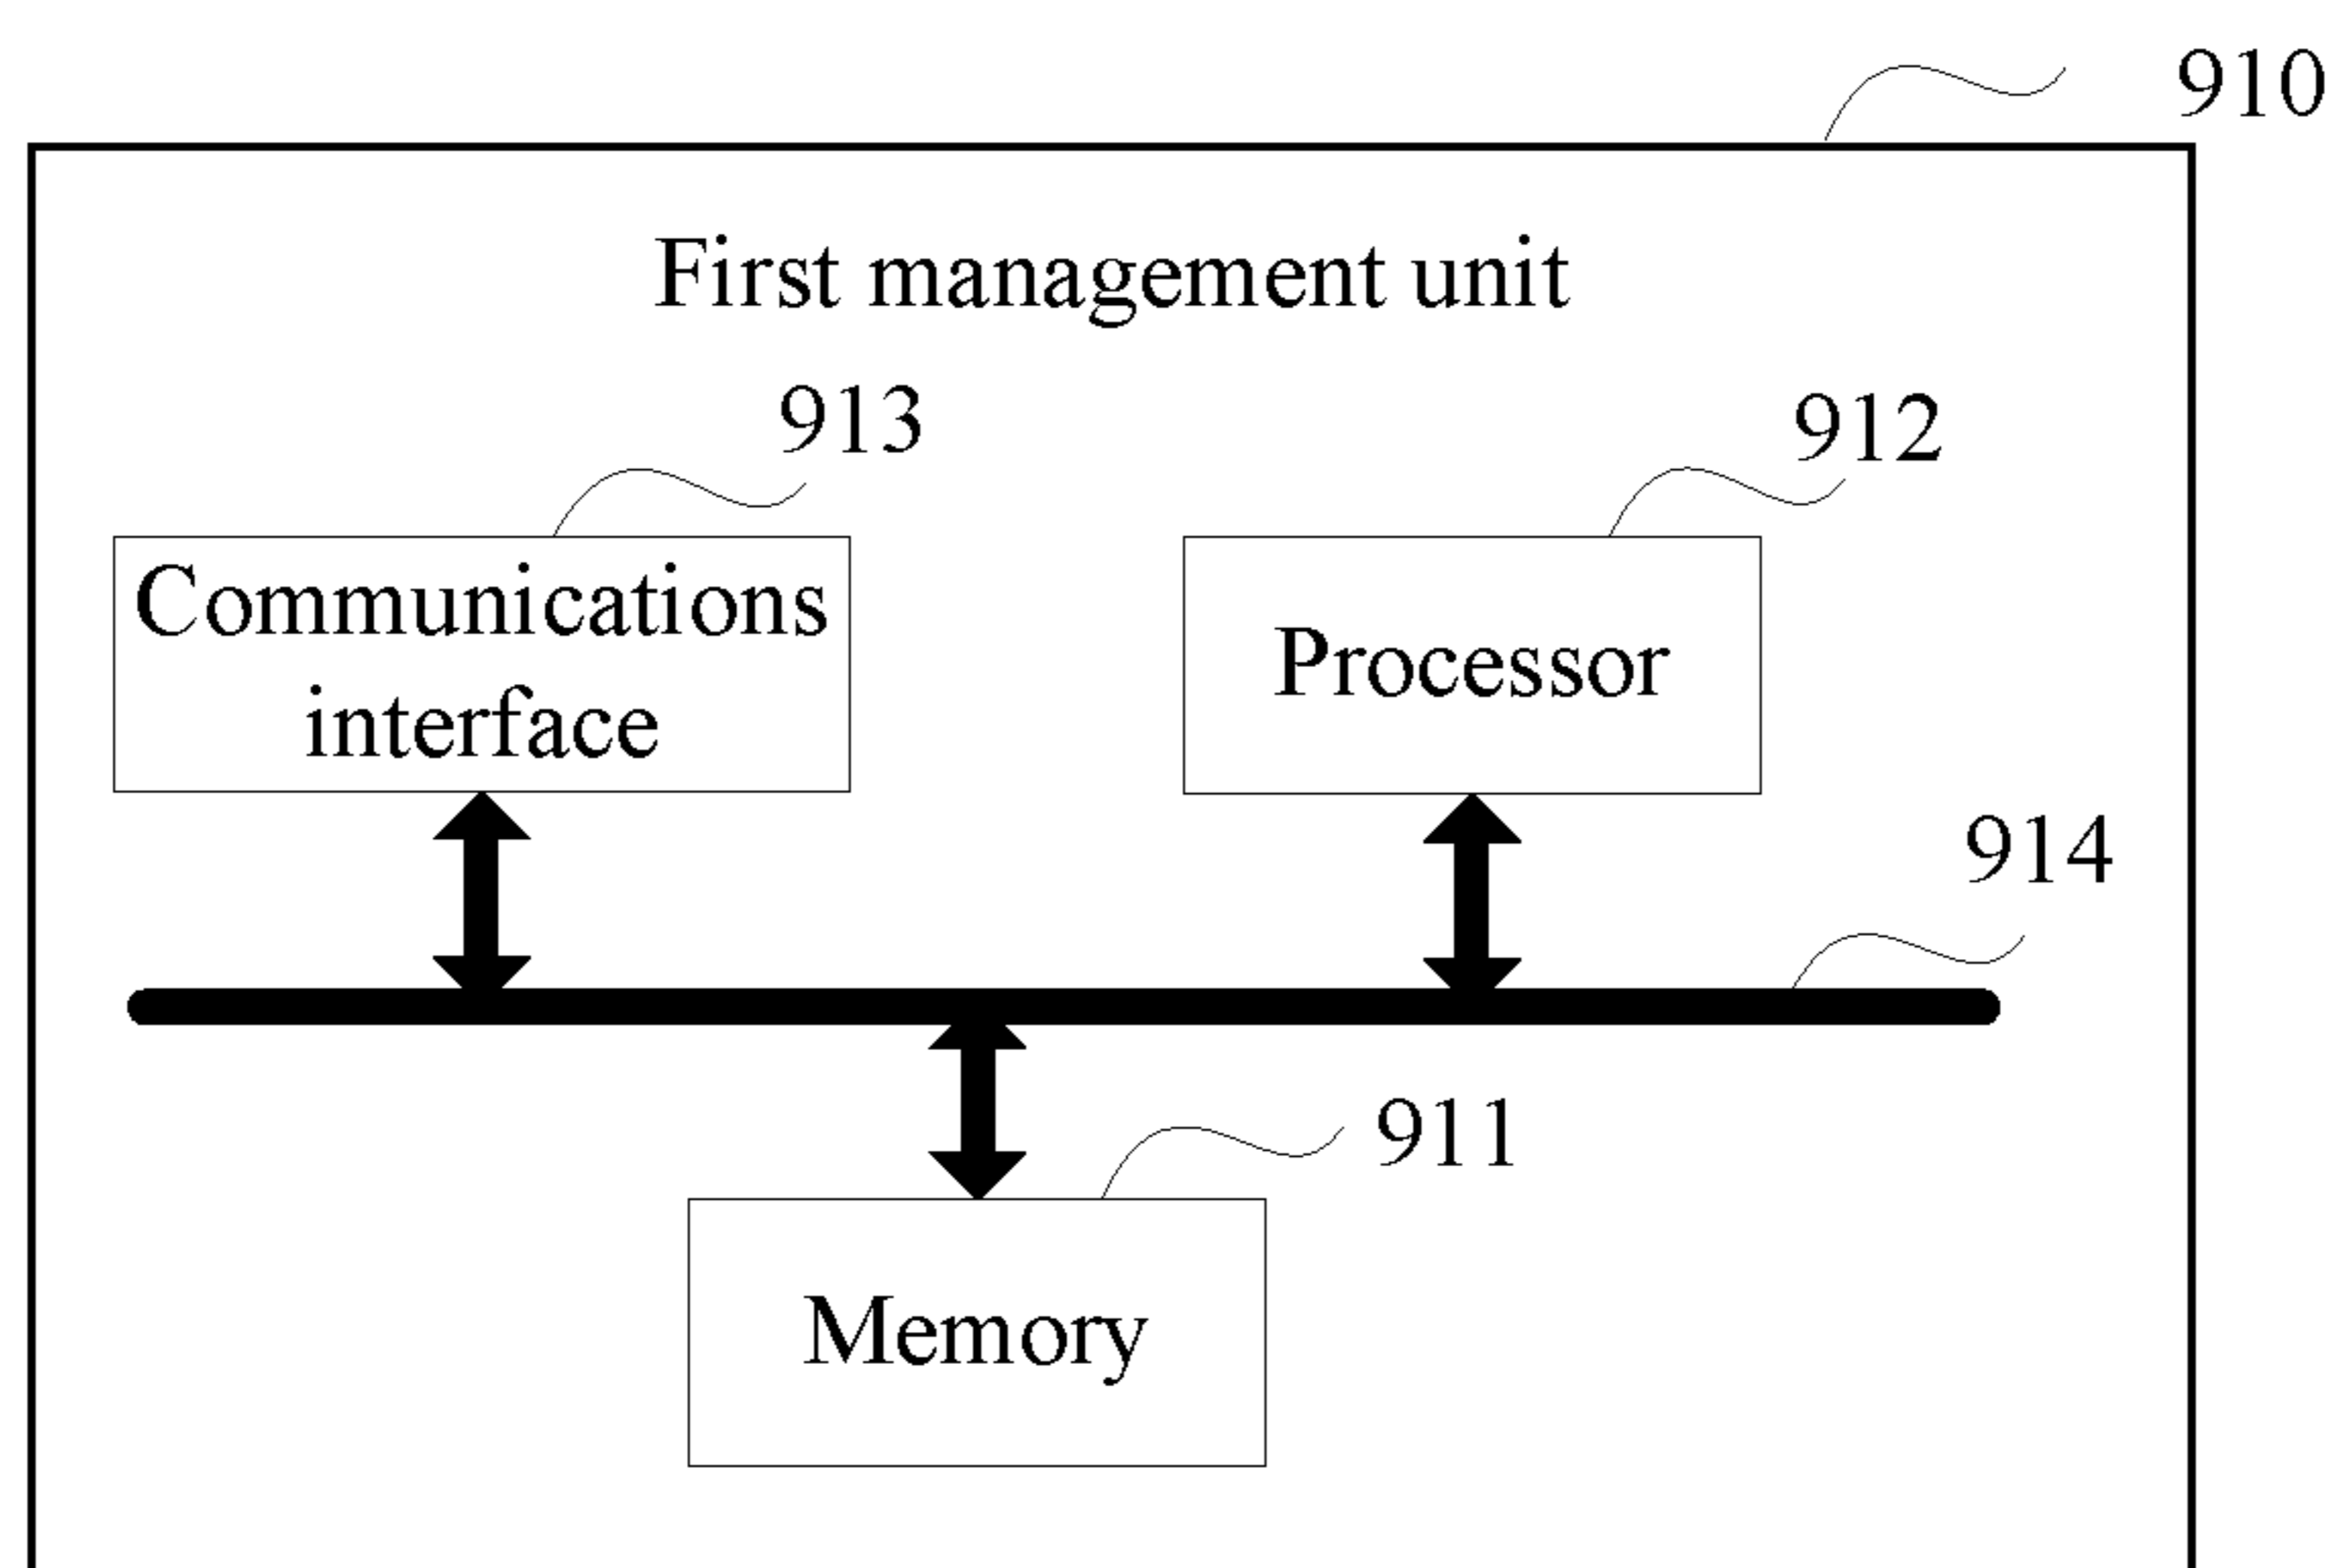 910
First management unit
913
912
Communications
interface
Processor
914
911
Memory